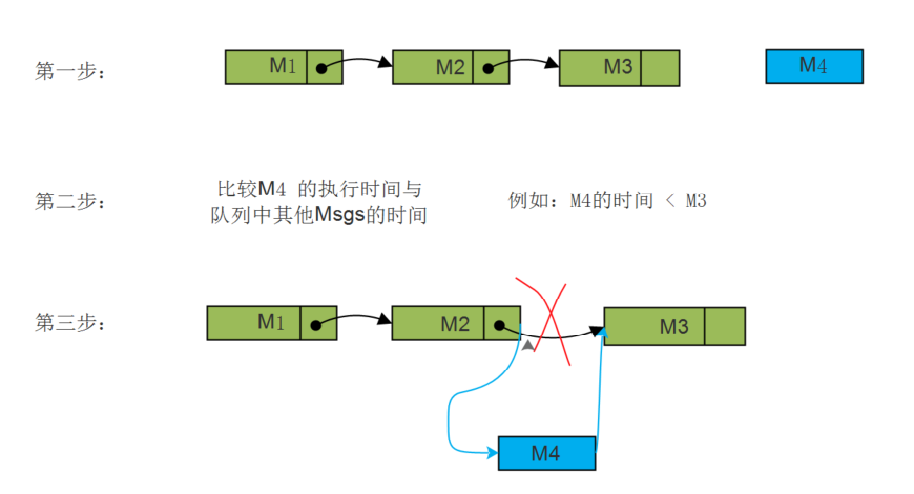 第一步: M1 M2 M3 M4
第二步: 比较M4 的执行时间与
队列中其他Msgs的时间
例如: M4的时间 < M3
第三步: M1 M2 M3
M4